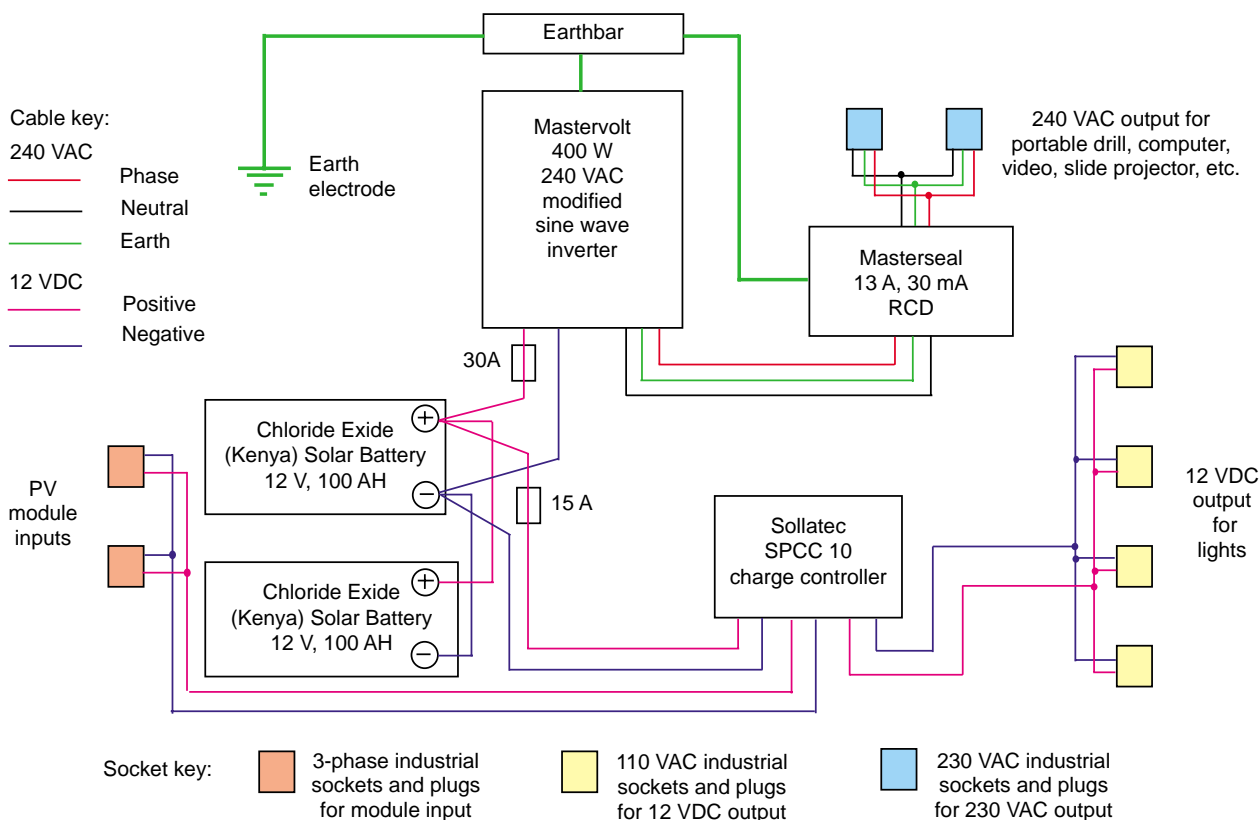 Earthbar
Cable key:
240 VAC
Phase
Neutral
Earth
12 VDC
Positive
Negative
Earth
electrode
Mastervolt
400 W
240 VAC
modified
sine wave
inverter
240 VAC output for
portable drill, computer,
video, slide projector, etc.
Masterseal
13 A, 30 mA
RCD
30A
Chloride Exide
(Kenya) Solar Battery
12 V, 100 AH
+
−
15 A
PV
module
inputs
Chloride Exide
(Kenya) Solar Battery
12 V, 100 AH
+
−
Sollatec
SPCC 10
charge controller
12 VDC
output
for
lights
Socket key:
3-phase industrial
sockets and plugs
for module input
110 VAC industrial
sockets and plugs
for 12 VDC output
230 VAC industrial
sockets and plugs
for 230 VAC output